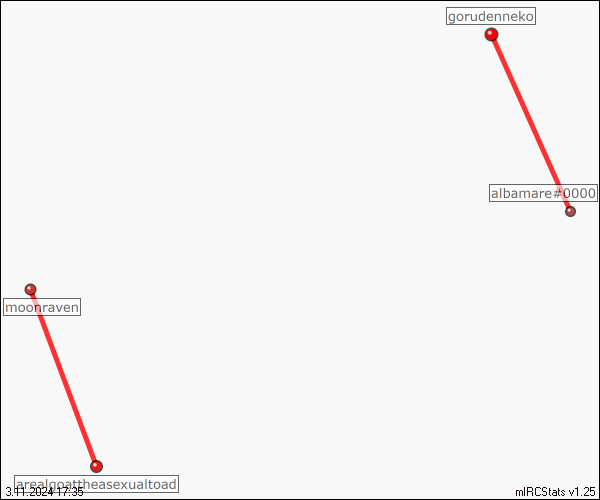 gorudenneko
albamare#0000
moonraven
arealgoattheasexualtoad
3.11.2024 17:35
mIRCStats v1.25